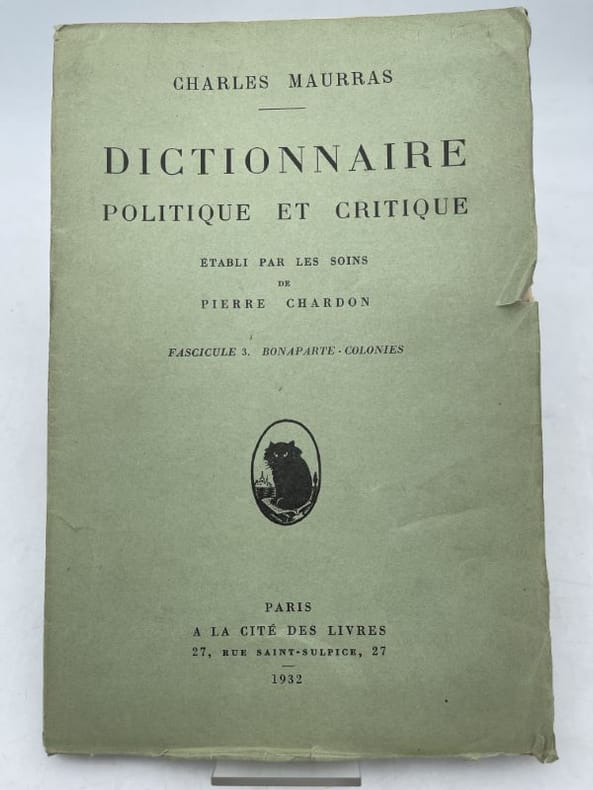 CHARLES MAURRAS
DICTIONNAIRE
POLITIQUE ET CRITIQUE
ETABLI PAR LES SOINS
DE
PIERRE CHARDON
FASCICULE 3. BONAPARTE - COLONIES
PARIS
A LA CITÉ DES LIVRES
27, RUE SAINT-SULPICE, 27
1932